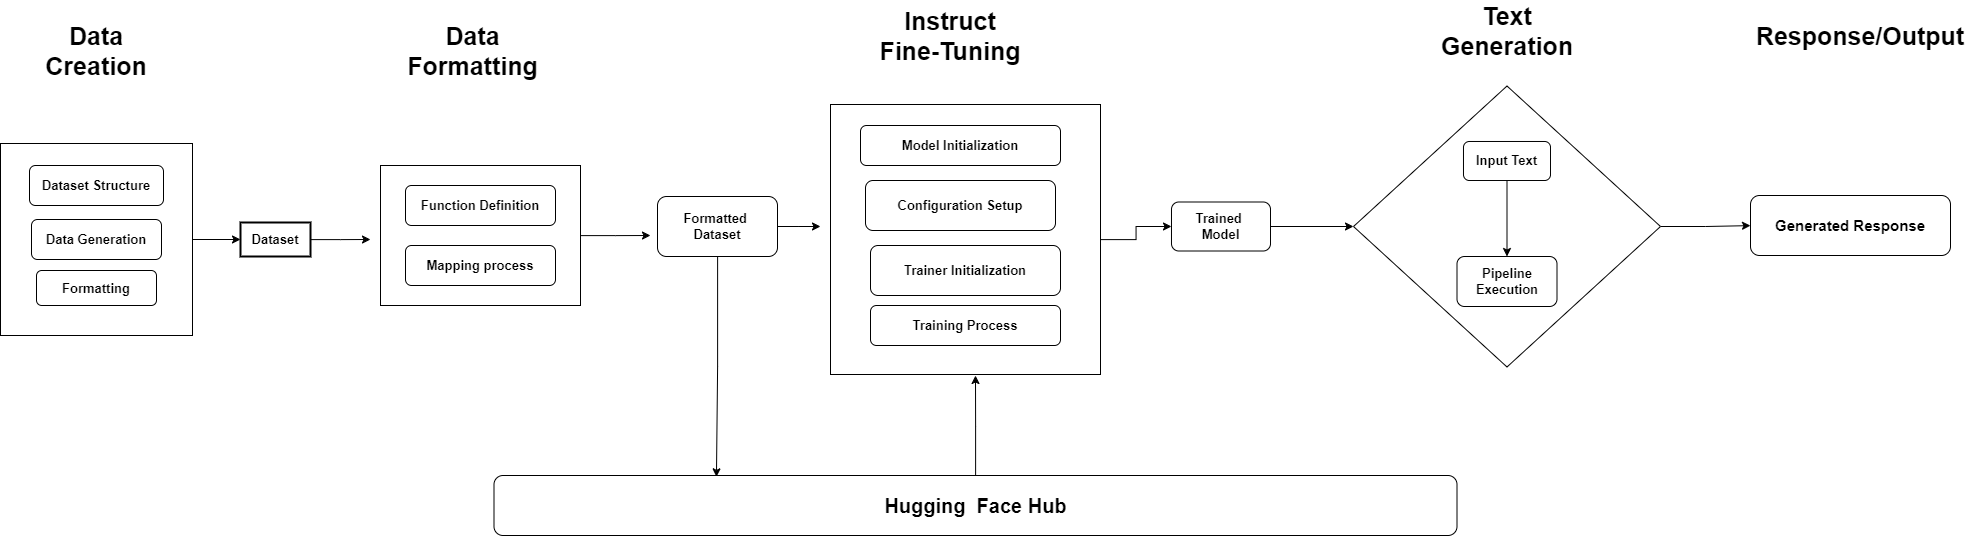 Data
Creation
Data
Formatting
Instruct
Fine-Tuning
Text
Generation
Response/Output
Dataset Structure
Data Generation
Formatting
Dataset
Function Definition
Mapping process
Formatted
Dataset
Model Initialization
Configuration Setup
Trainer Initialization
Training Process
Trained
Model
Input Text
Pipeline
Execution
Generated Response
Hugging  Face Hub